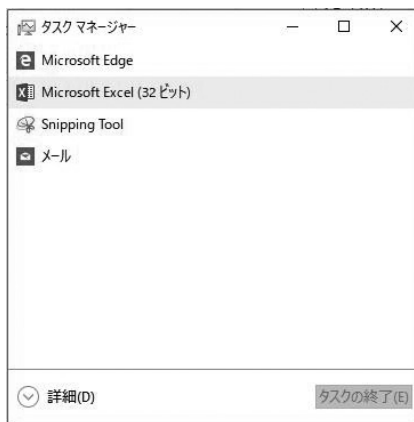 タスク マネージャー
Microsoft Edge
Microsoft Excel (32 ビット)
Snipping Tool
メール
詳細(D)
タスクの終了(E)